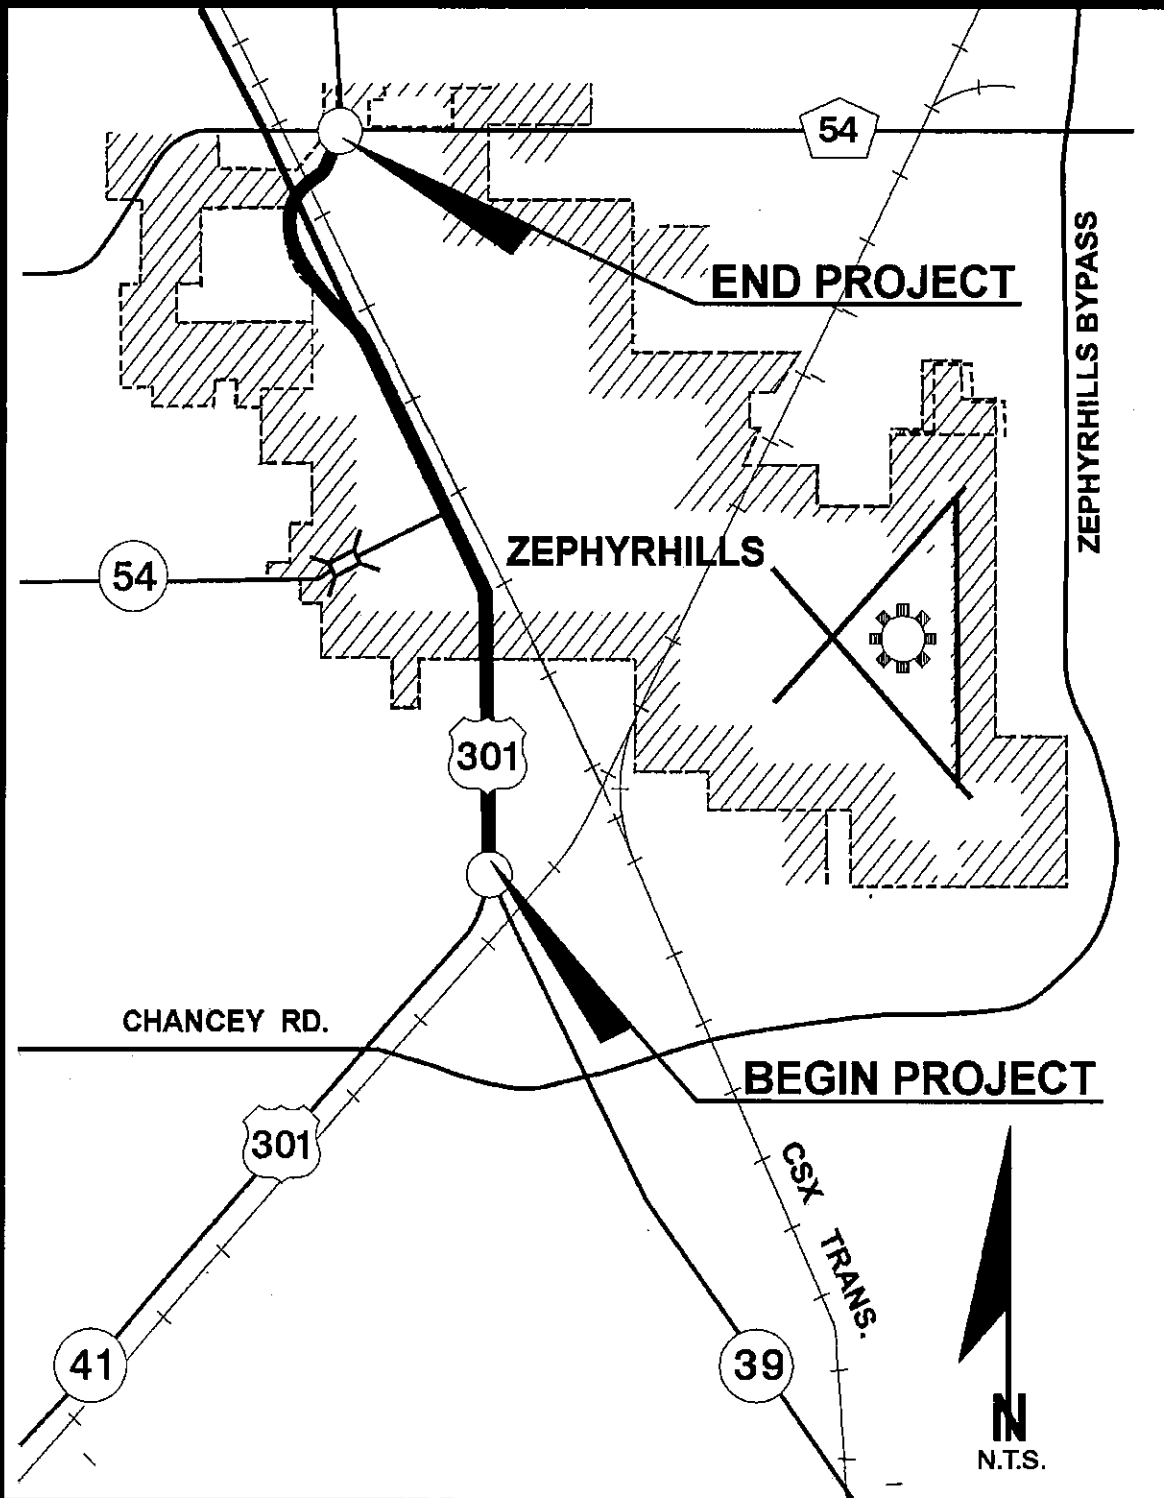 54
END PROJECT
ZEPHYRHILLS BYPASS
ZEPHYRHILLS
54
301
CHANCEY RD.
BEGIN PROJECT
301
CSX TRANS.
41
39
N
N.T.S.